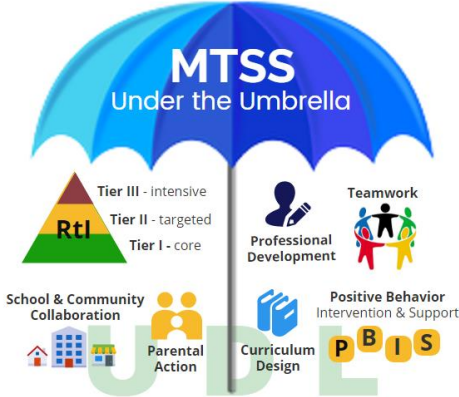 MTSS
Under the Umbrella
RtI
Tier III - intensive
Tier II - targeted
Tier I - core
Professional
Development
Teamwork
School & Community
Collaboration
Parental
Action
Curriculum
Design
Positive Behavior
Intervention & Support
PBIS
UDL